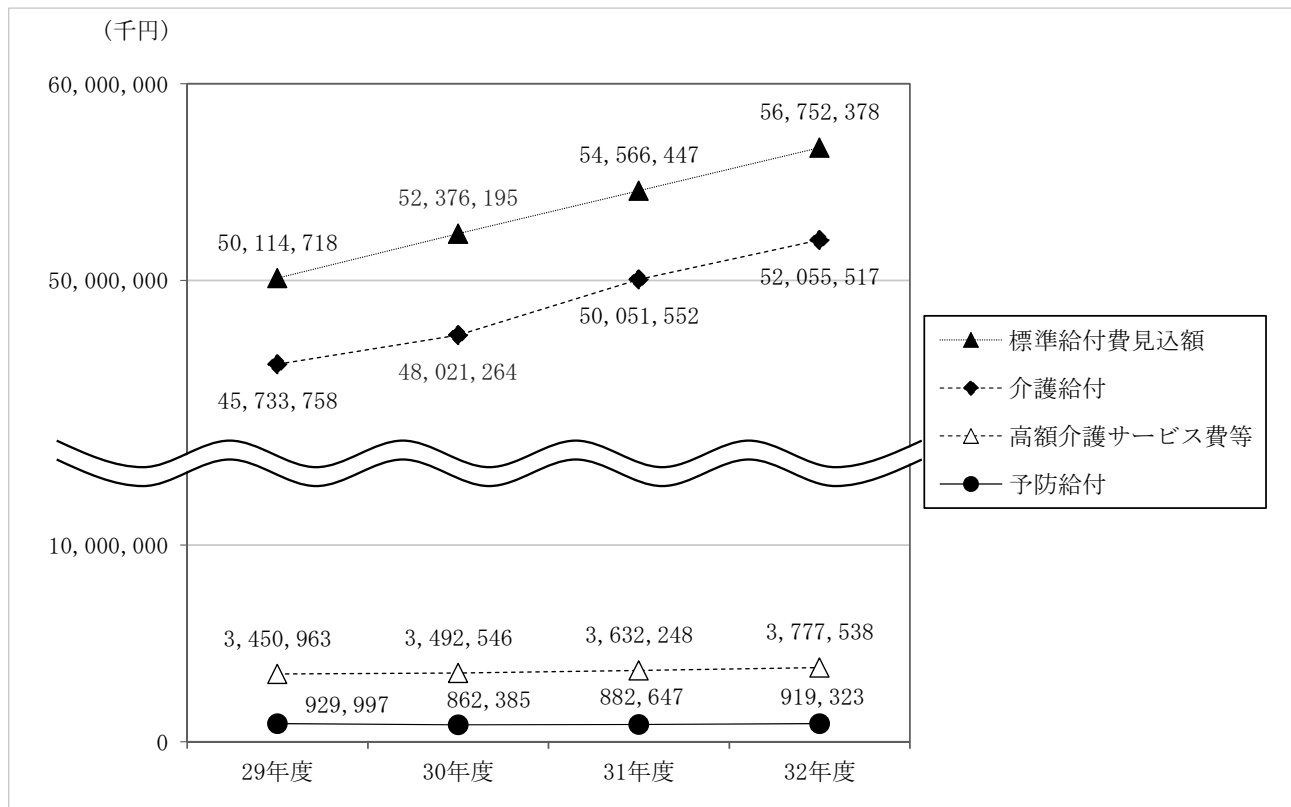 （千円）
60,000,000
56,752,378
54,566,447
52,376,195
50,114,718
50,000,000
52,055,517
50,051,552
48,021,264
45,733,758
標準給付費見込額
介護給付
高額介護サービス費等
予防給付
10,000,000
3,450,963
3,492,546
3,632,248
3,777,538
929,997
862,385
882,647
919,323
0
29年度
30年度
31年度
32年度